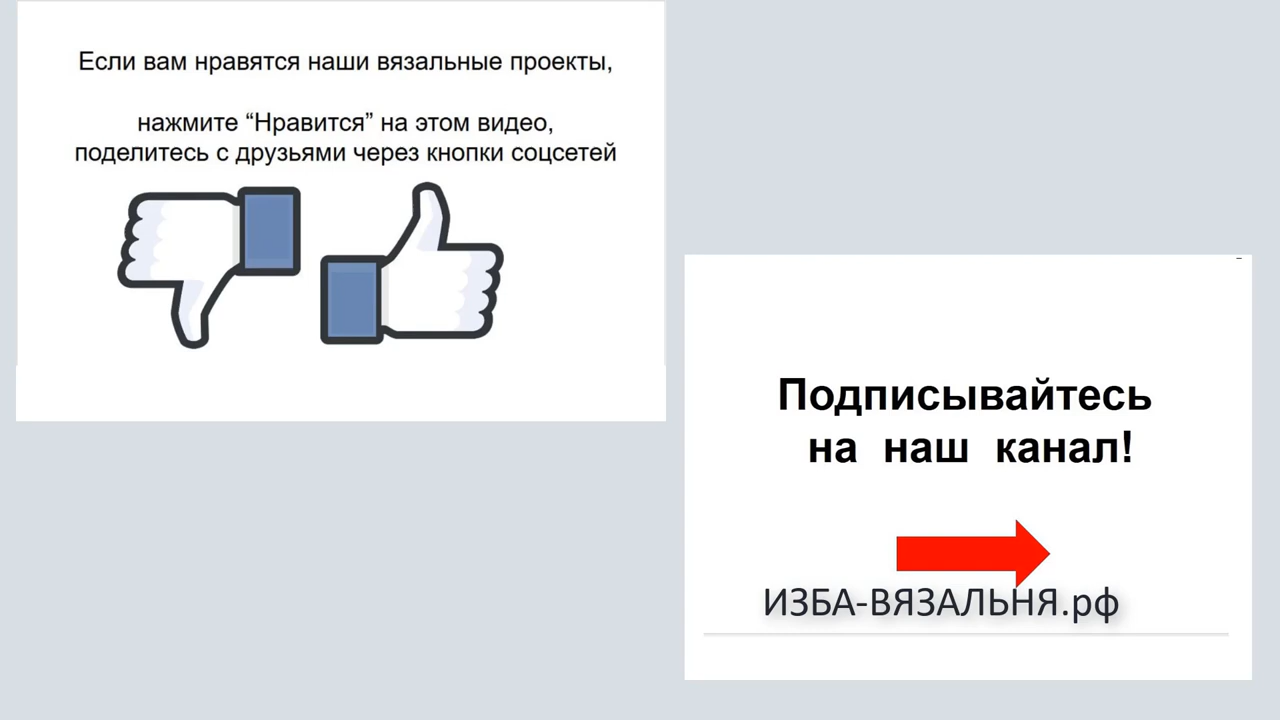 Если вам нравятся наши вязальные проекты,
нажмите “Нравится” на этом видео,
поделитесь с друзьями через кнопки соцсетей
Подписывайтесь
на наш канал!
ИЗБА-ВЯЗАЛЬНЯ.рф